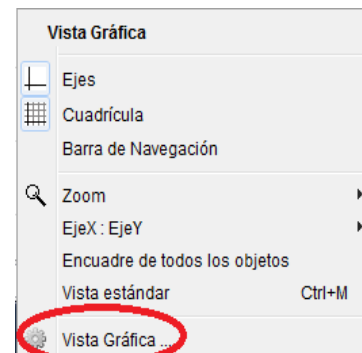 Vista Gráfica
Ejes
Cuadrícula
Barra de Navegación
Zoom
EjeX : EjeY
Encuadre de todos los objetos
Vista estándar Ctrl+M
Vista Gráfica ...